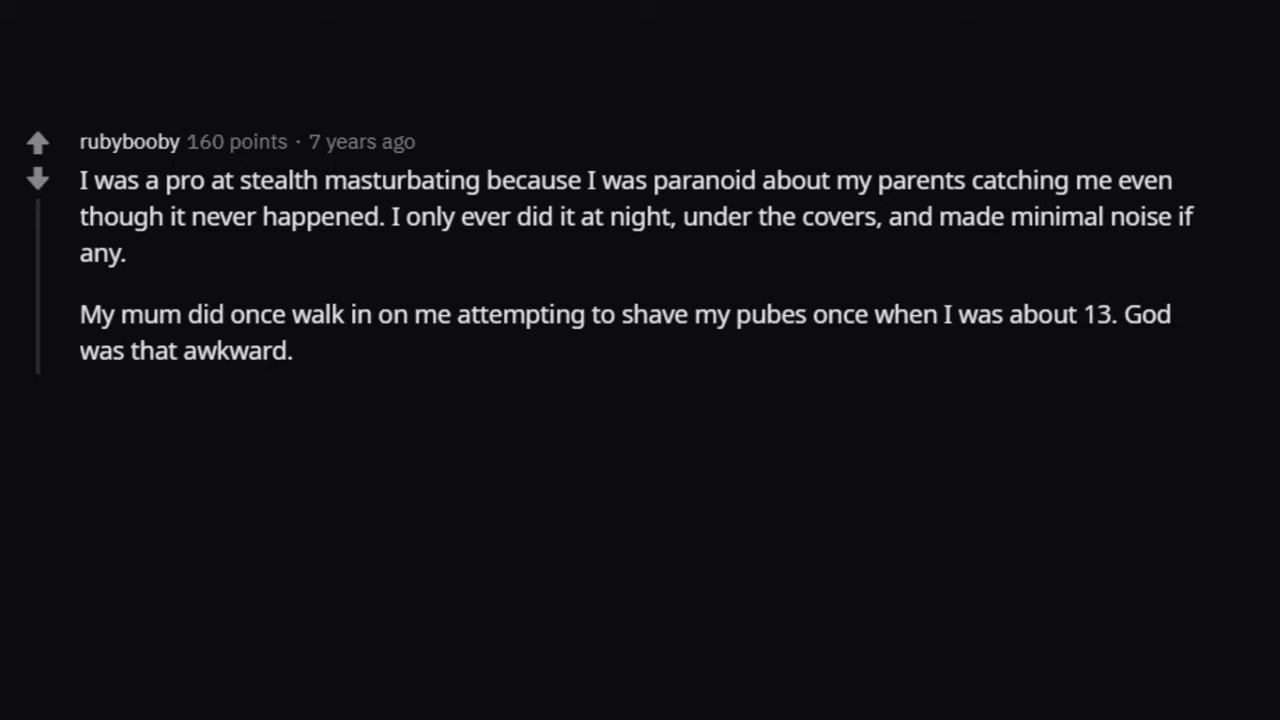 rubybooby 160 points · 7 years ago
I was a pro at stealth masturbating because I was paranoid about my parents catching me even
though it never happened. I only ever did it at night, under the covers, and made minimal noise if
any.
My mum did once walk in on me attempting to shave my pubes once when I was about 13. God
was that awkward.